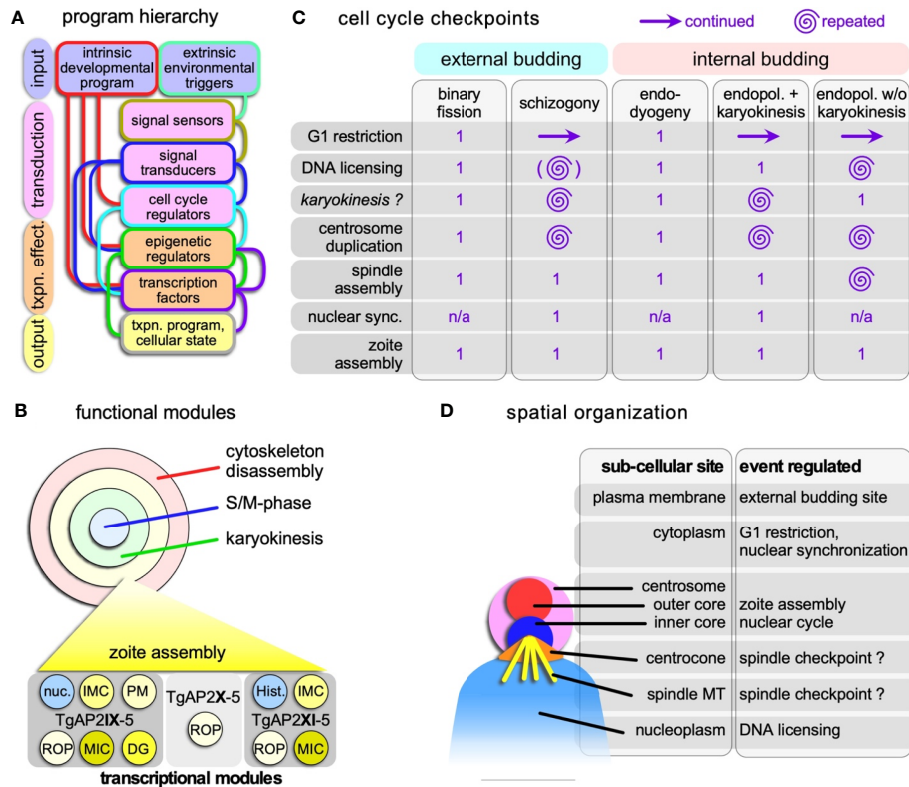 A
program hierarchy
input
transduction
txpn. effect.
output
intrinsic
developmental
program
extrinsic
environmental
triggers
signal sensors
signal
transducers
cell cycle
regulators
epigenetic
regulators
transcription
factors
txpn. program,
cellular state
C
cell cycle checkpoints
continued
repeated
external budding
internal budding
binary
fission
schizogony
endo-
dyogeny
endopol. +
karyokinesis
endopol. w/o
karyokinesis
G1 restriction
1
1
DNA licensing
1
( )
1
1
karyokinesis ?
1
1
1
centrosome
duplication
1
1
spindle
assembly
1
1
1
1
nuclear sync.
n/a
1
n/a
1
n/a
zoite
assembly
1
1
1
1
1
B
functional modules
cytoskeleton
disassembly
S/M-phase
karyokinesis
zoite assembly
nuc.
IMC
PM
TgAP2IX-5
ROP
MIC
DG
TgAP2X-5
ROP
Hist.
IMC
TgAP2XI-5
ROP
MIC
transcriptional modules
D
spatial organization
sub-cellular site
event regulated
plasma membrane
external budding site
cytoplasm
G1 restriction,
nuclear synchronization
centrosome
outer core
zoite assembly
inner core
nuclear cycle
centrocone
spindle checkpoint ?
spindle MT
spindle checkpoint ?
nucleoplasm
DNA licensing